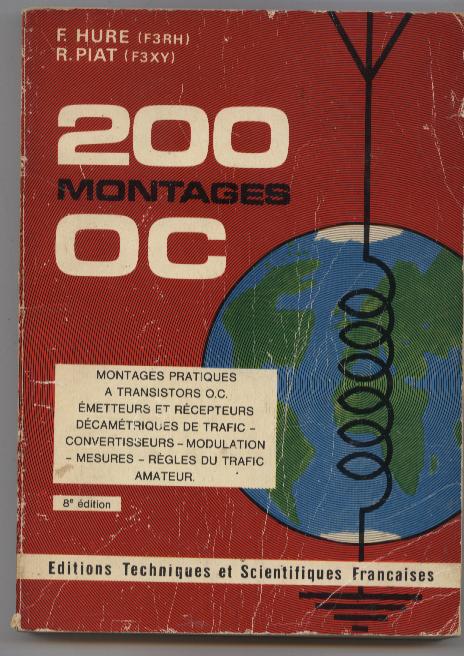 F. HURE (F3RH)
R. PIAT (F3XY)
200
MONTAGES
OC
MONTAGES PRATIQUES
A TRANSISTORS O.C.
ÉMETTEURS ET RÉCEPTEURS
DÉCAMÉTRIQUES DE TRAFIC –
CONVERTISSEURS – MODULATION
– MESURES – RÈGLES DU TRAFIC
AMATEUR.
8e édition
Editions Techniques et Scientifiques Francaises